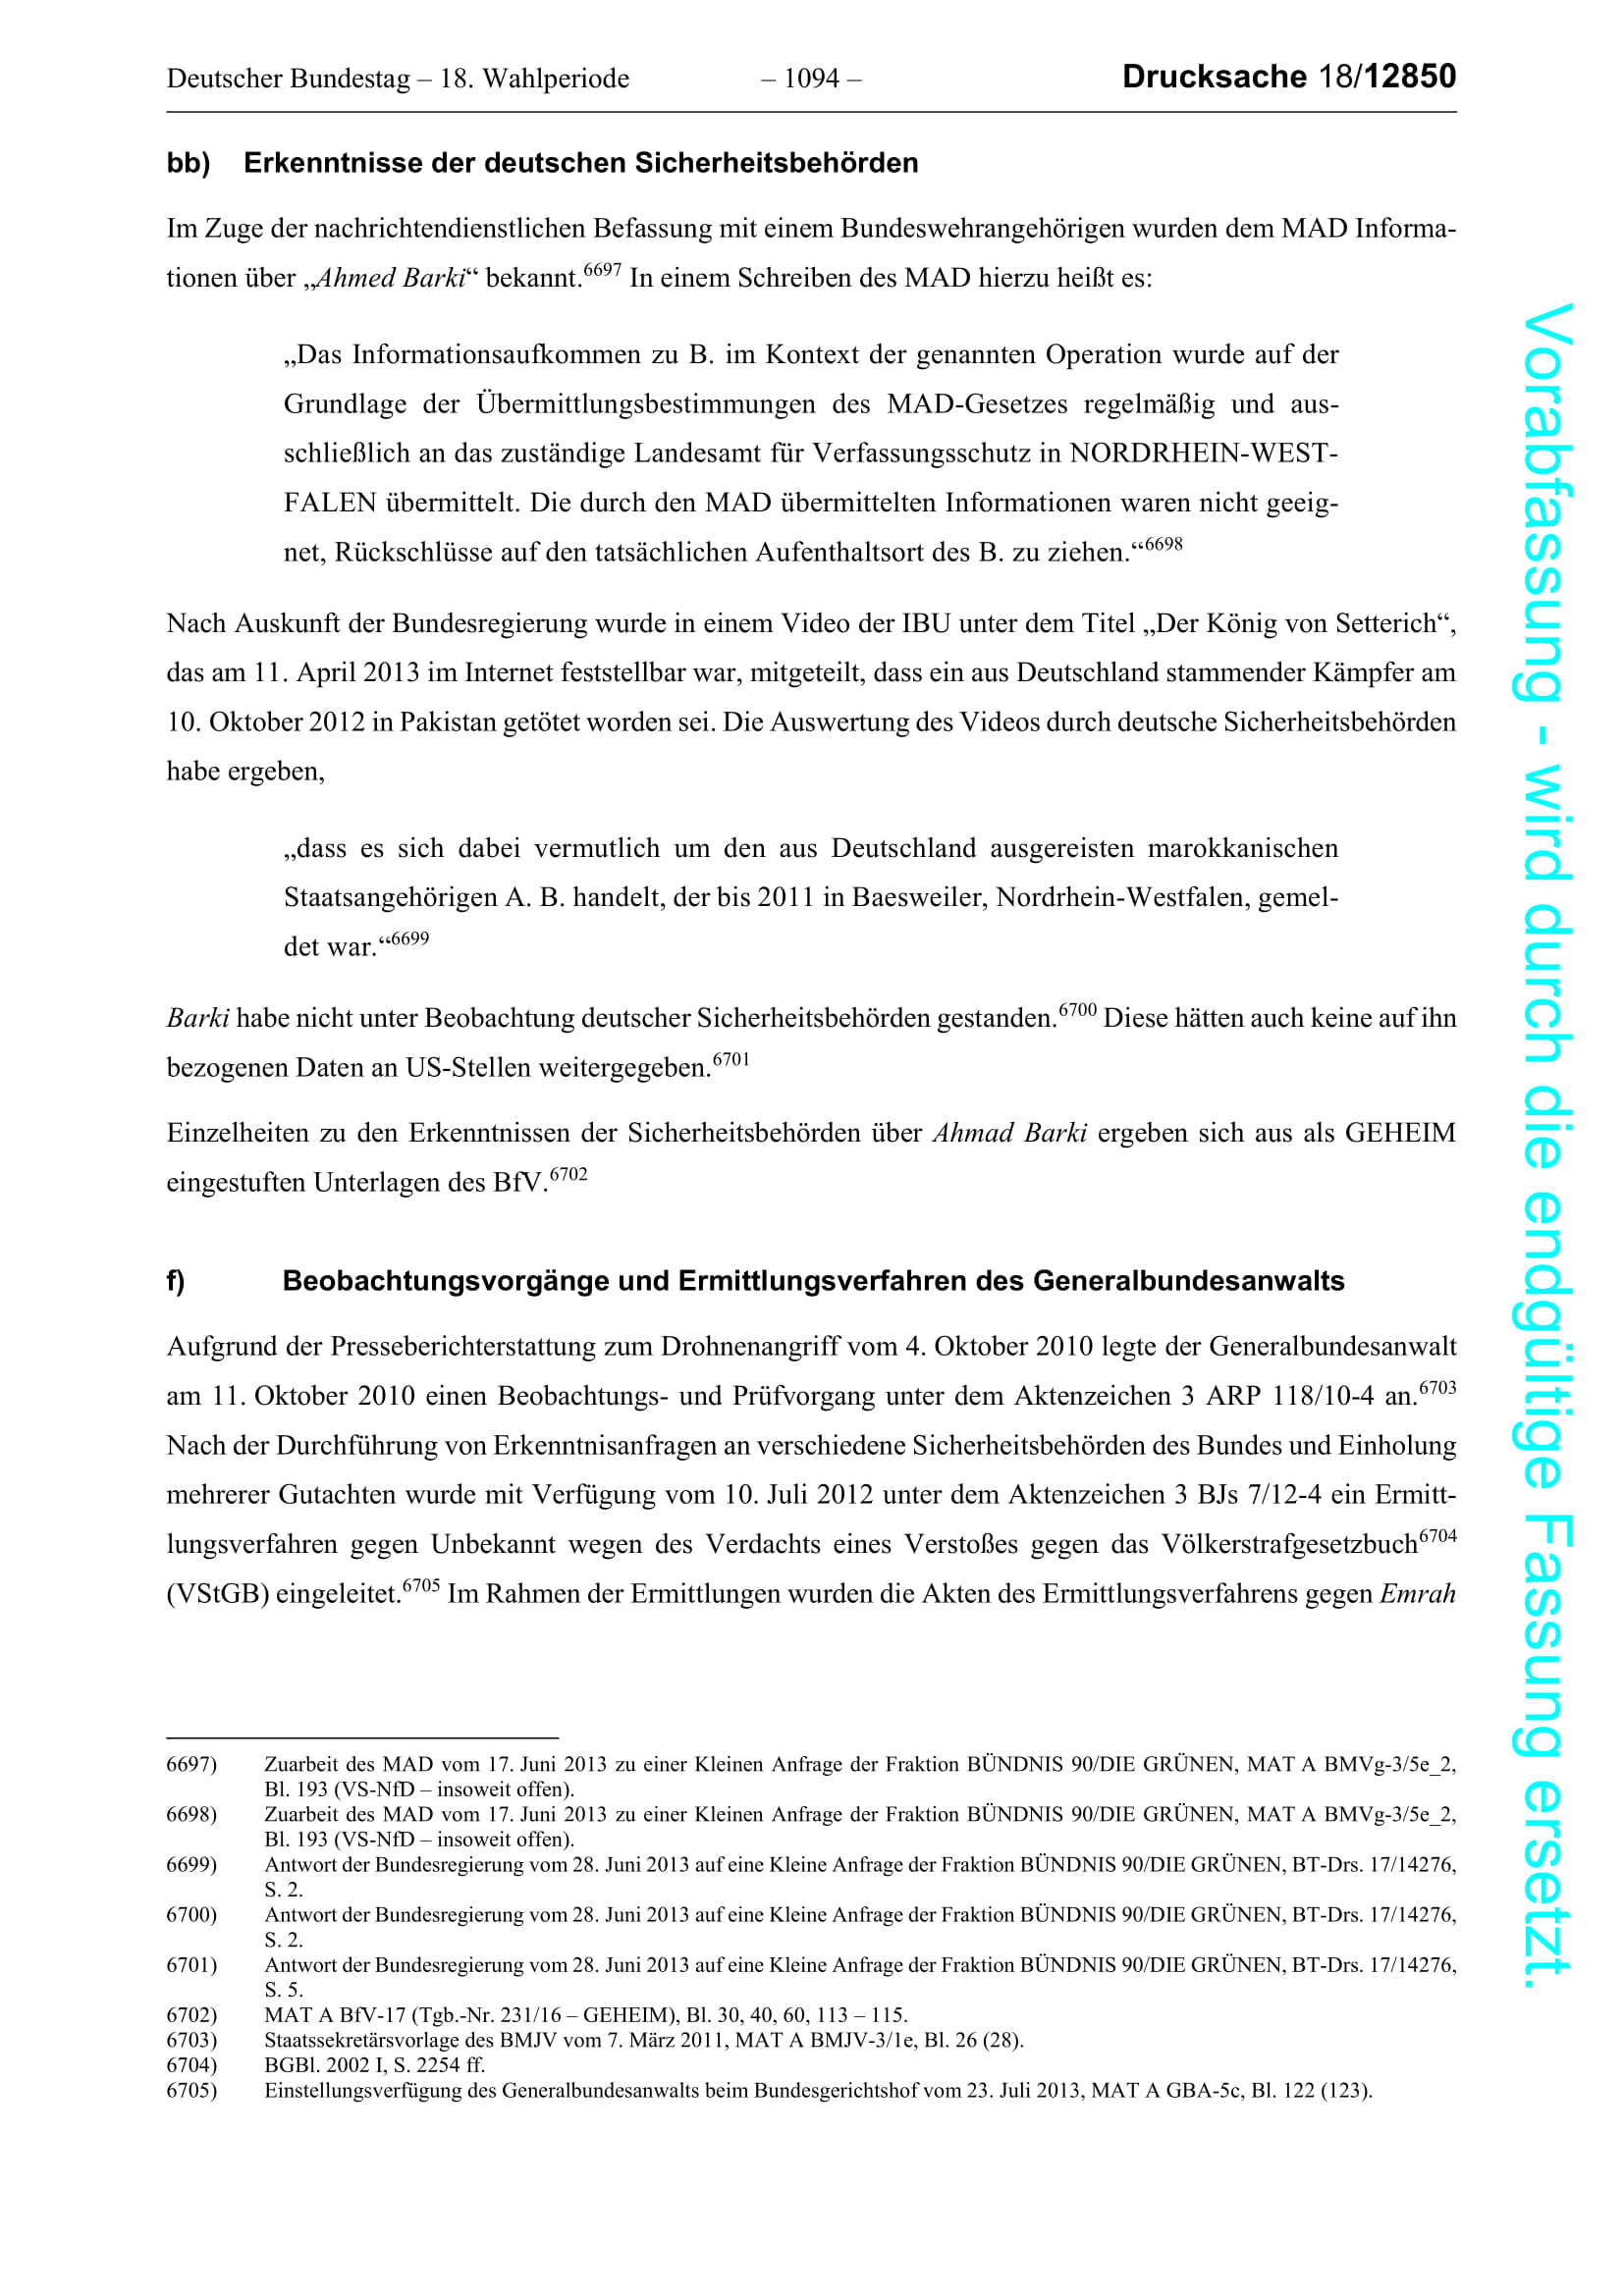 Deutscher Bundestag – 18. Wahlperiode – 1094 – Drucksache 18/12850
bb) Erkenntnisse der deutschen Sicherheitsbehörden
Im Zuge der nachrichtendienstlichen Befassung mit einem Bundeswehrangehörigen wurden dem MAD Informa-
tionen über „Ahmed Barki“ bekannt.6697 In einem Schreiben des MAD hierzu heißt es:
„Das Informationsaufkommen zu B. im Kontext der genannten Operation wurde auf der
Grundlage der Übermittlungsbestimmungen des MAD-Gesetzes regelmäßig und aus-
schließlich an das zuständige Landesamt für Verfassungsschutz in NORDRHEIN-WEST-
FALEN übermittelt. Die durch den MAD übermittelten Informationen waren nicht geeig-
net, Rückschlüsse auf den tatsächlichen Aufenthaltsort des B. zu ziehen.“6698
Nach Auskunft der Bundesregierung wurde in einem Video der IBU unter dem Titel „Der König von Setterich“,
das am 11. April 2013 im Internet feststellbar war, mitgeteilt, dass ein aus Deutschland stammender Kämpfer am
10. Oktober 2012 in Pakistan getötet worden sei. Die Auswertung des Videos durch deutsche Sicherheitsbehörden
habe ergeben,
„dass es sich dabei vermutlich um den aus Deutschland ausgereisten marokkanischen
Staatsangehörigen A. B. handelt, der bis 2011 in Baesweiler, Nordrhein-Westfalen, gemel-
det war.“6699
Barki habe nicht unter Beobachtung deutscher Sicherheitsbehörden gestanden.6700 Diese hätten auch keine auf ihn
bezogenen Daten an US-Stellen weitergegeben.6701
Einzelheiten zu den Erkenntnissen der Sicherheitsbehörden über Ahmad Barki ergeben sich aus als GEHEIM
eingestuften Unterlagen des BfV.6702
f) Beobachtungsvorgänge und Ermittlungsverfahren des Generalbundesanwalts
Aufgrund der Presseberichterstattung zum Drohnenangriff vom 4. Oktober 2010 legte der Generalbundesanwalt
am 11. Oktober 2010 einen Beobachtungs- und Prüfvorgang unter dem Aktenzeichen 3 ARP 118/10-4 an.6703
Nach der Durchführung von Erkenntnisanfragen an verschiedene Sicherheitsbehörden des Bundes und Einholung
mehrerer Gutachten wurde mit Verfügung vom 10. Juli 2012 unter dem Aktenzeichen 3 BJs 7/12-4 ein Ermitt-
lungsverfahren gegen Unbekannt wegen des Verdachts eines Verstoßes gegen das Völkerstrafgesetzbuch6704
(VStGB) eingeleitet.6705 Im Rahmen der Ermittlungen wurden die Akten des Ermittlungsverfahrens gegen Emrah
6697) Zuarbeit des MAD vom 17. Juni 2013 zu einer Kleinen Anfrage der Fraktion BÜNDNIS 90/DIE GRÜNEN, MAT A BMVg-3/5e_2,
Bl. 193 (VS-NfD – insoweit offen).
6698) Zuarbeit des MAD vom 17. Juni 2013 zu einer Kleinen Anfrage der Fraktion BÜNDNIS 90/DIE GRÜNEN, MAT A BMVg-3/5e_2,
Bl. 193 (VS-NfD – insoweit offen).
6699) Antwort der Bundesregierung vom 28. Juni 2013 auf eine Kleine Anfrage der Fraktion BÜNDNIS 90/DIE GRÜNEN, BT-Drs. 17/14276,
S. 2.
6700) Antwort der Bundesregierung vom 28. Juni 2013 auf eine Kleine Anfrage der Fraktion BÜNDNIS 90/DIE GRÜNEN, BT-Drs. 17/14276,
S. 2.
6701) Antwort der Bundesregierung vom 28. Juni 2013 auf eine Kleine Anfrage der Fraktion BÜNDNIS 90/DIE GRÜNEN, BT-Drs. 17/14276,
S. 5.
6702) MAT A BfV-17 (Tgb.-Nr. 231/16 – GEHEIM), Bl. 30, 40, 60, 113 – 115.
6703) Staatssekretärsvorlage des BMJV vom 7. März 2011, MAT A BMJV-3/1e, Bl. 26 (28).
6704) BGBl. 2002 I, S. 2254 ff.
6705) Einstellungsverfügung des Generalbundesanwalts beim Bundesgerichtshof vom 23. Juli 2013, MAT A GBA-5c, Bl. 122 (123).
Vorabfassung - wird durch die endgültige Fassung ersetzt.